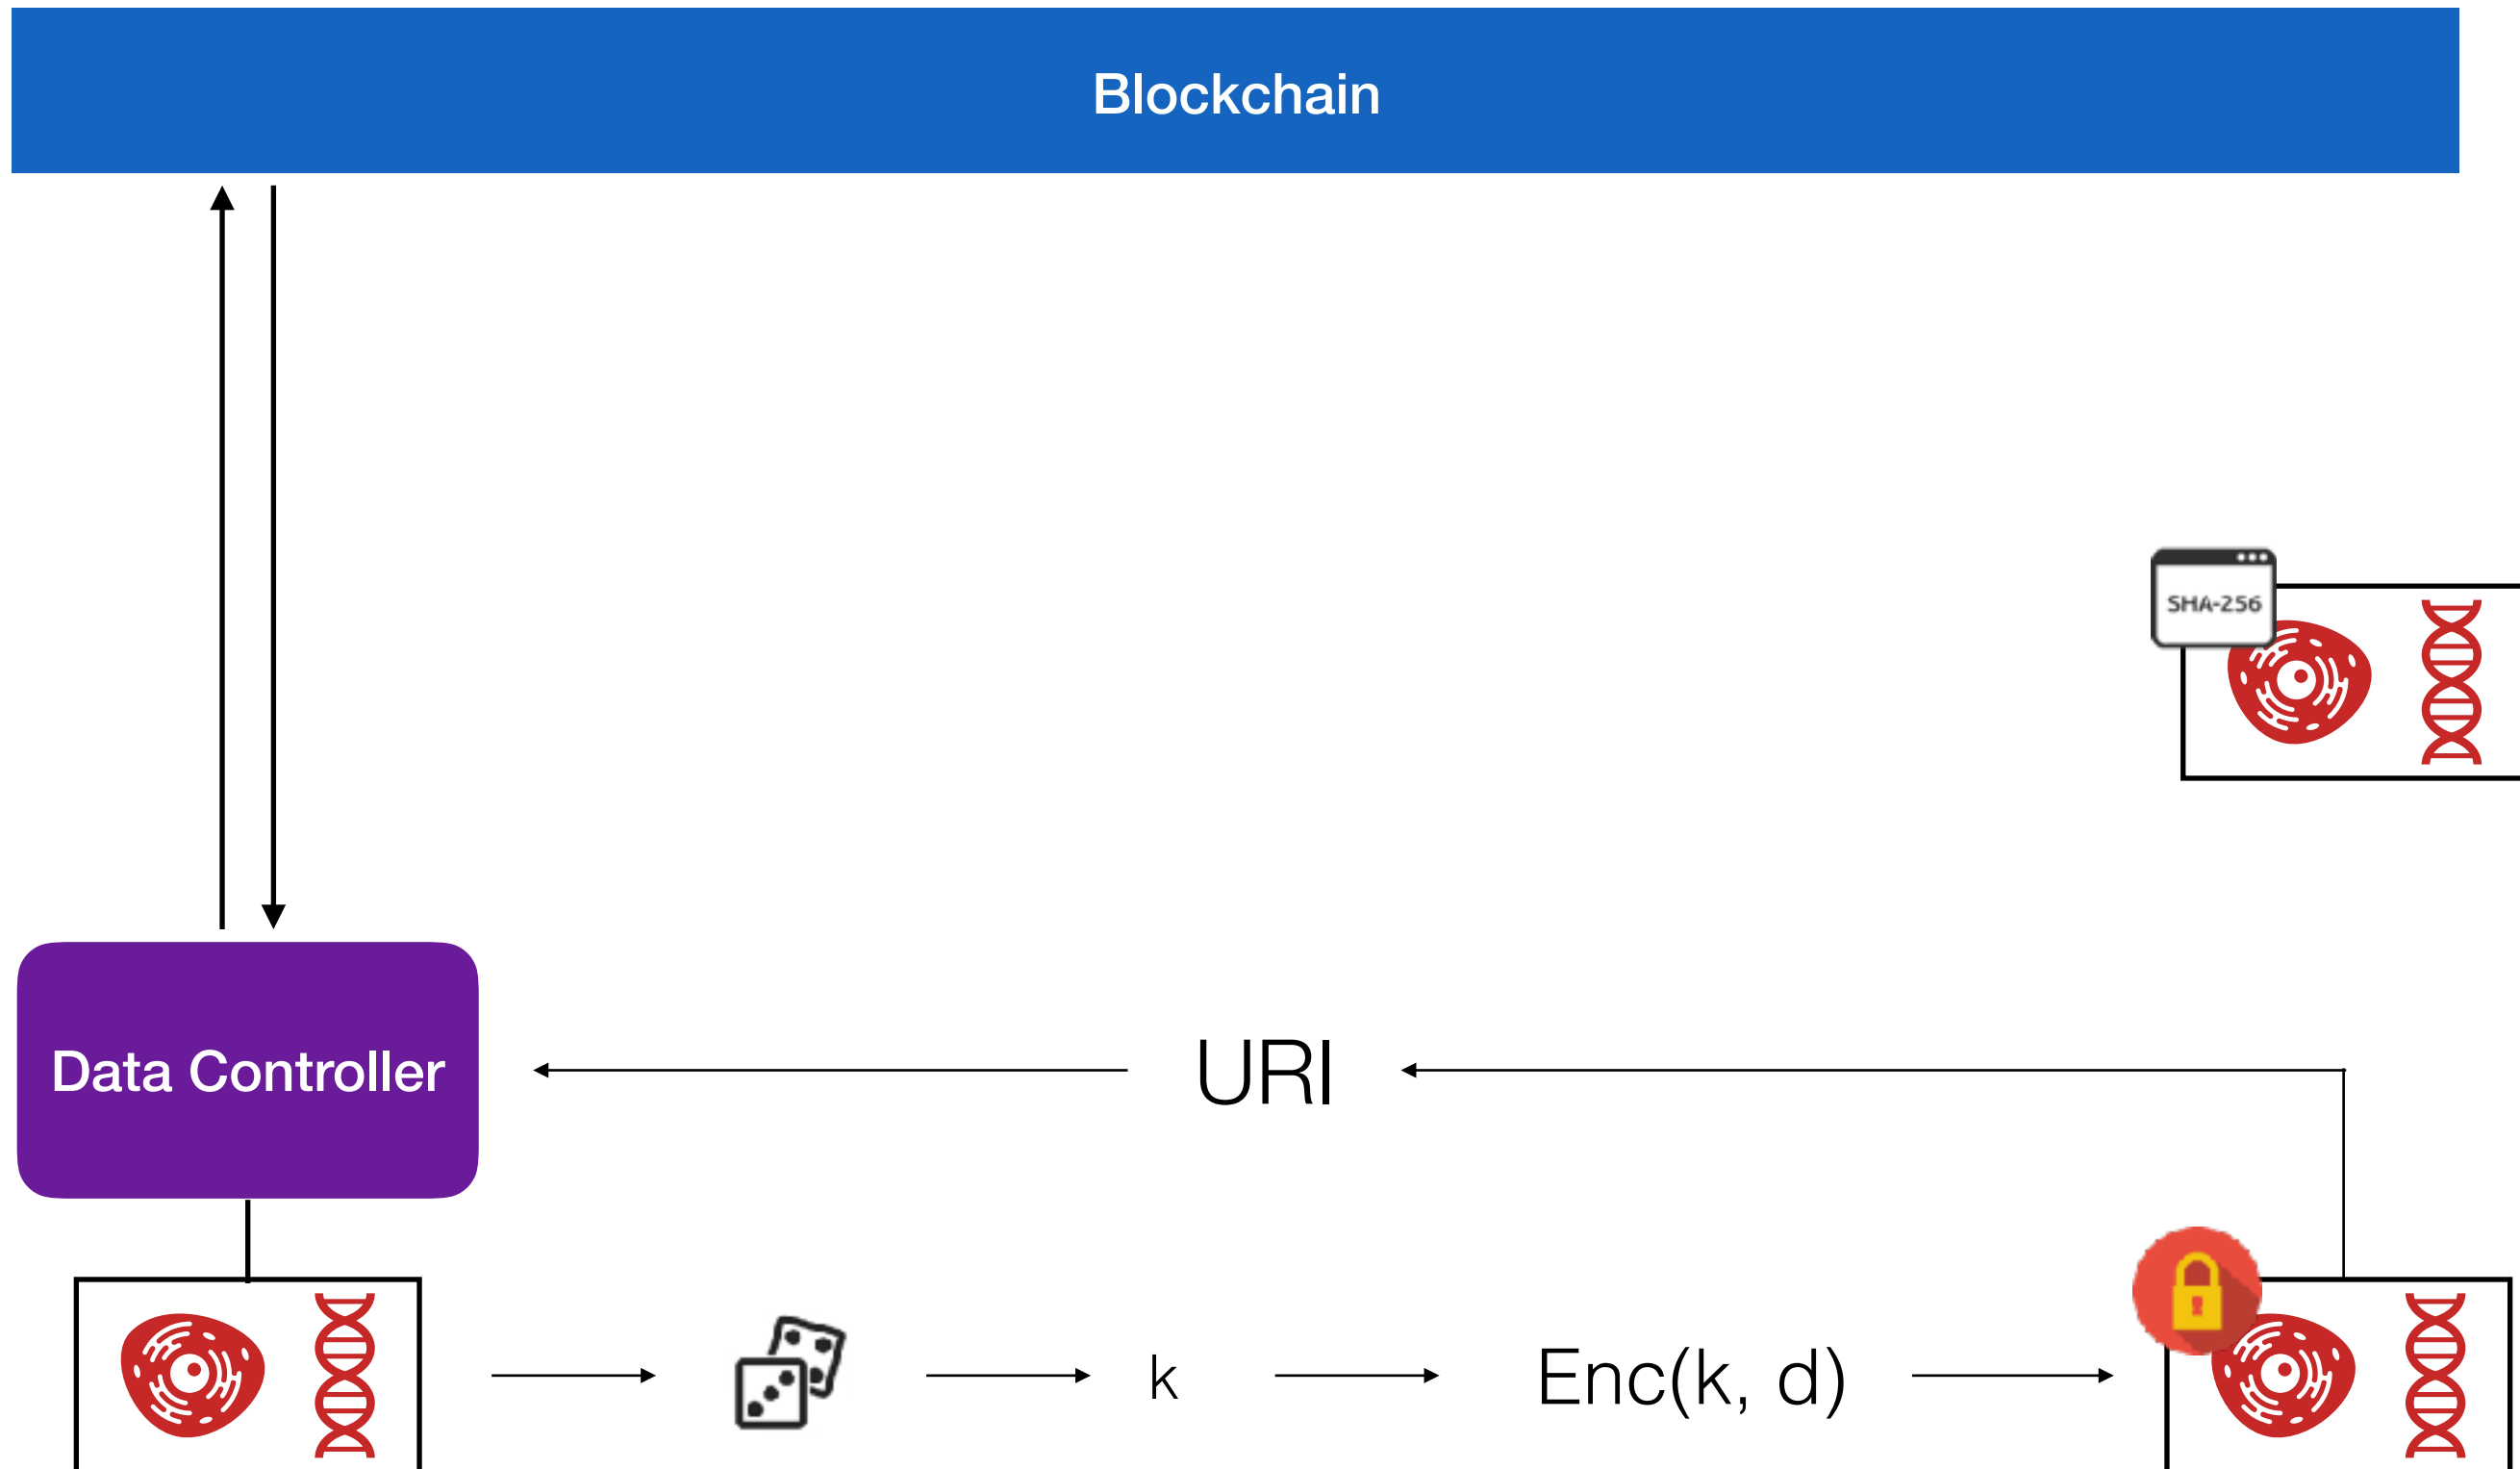 Blockchain
SHA-256
Data Controller
URI
k
Enc(k, d)